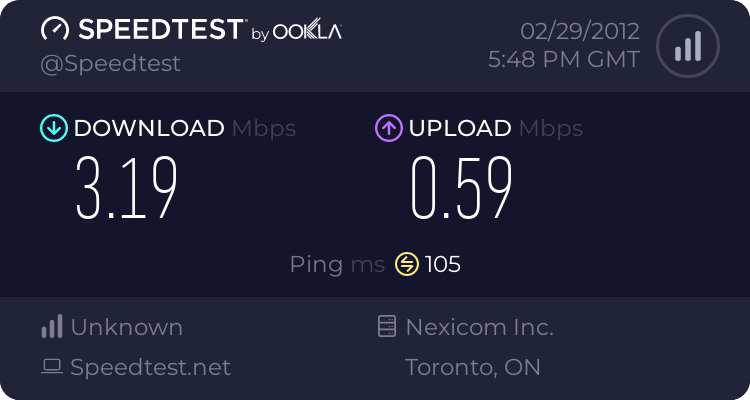 SPEEDTEST by OOKLA
@Speedtest
02/29/2012
5:48 PM GMT
DOWNLOAD Mbps
3.19
UPLOAD Mbps
0.59
Ping ms 105
Unknown
Speedtest.net
Nexicom Inc.
Toronto, ON